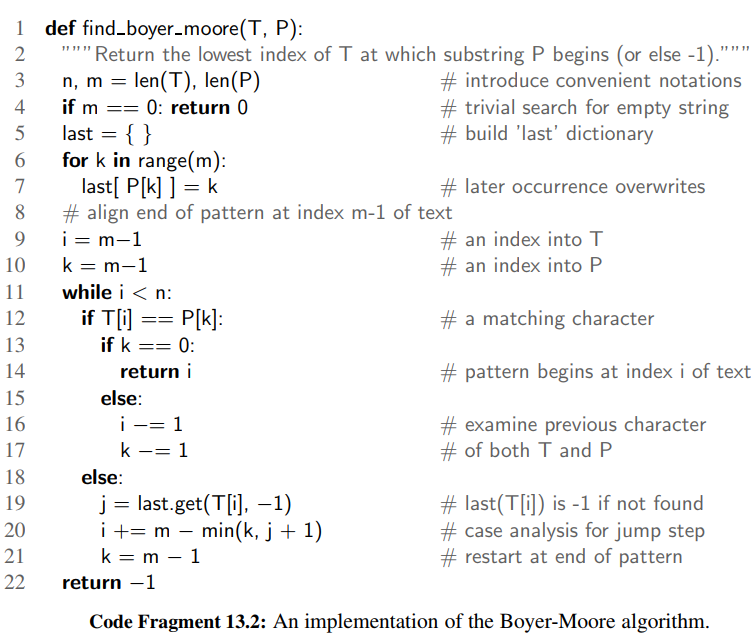 1 def find_boyer_moore(T, P):
2 """Return the lowest index of T at which substring P begins (or else -1)."""
3 n, m = len(T), len(P) # introduce convenient notations
4 if m == 0: return 0 # trivial search for empty string
5 last = { } # build 'last' dictionary
6 for k in range(m):
7 last[ P[k] ] = k # later occurrence overwrites
8 # align end of pattern at index m-1 of text
9 i = m−1 # an index into T
10 k = m−1 # an index into P
11 while i < n:
12 if T[i] == P[k]: # a matching character
13 if k == 0:
14 return i # pattern begins at index i of text
15 else:
16 i −= 1 # examine previous character
17 k −= 1 # of both T and P
18 else:
19 j = last.get(T[i], −1) # last(T[i]) is -1 if not found
20 i += m − min(k, j + 1) # case analysis for jump step
21 k = m − 1 # restart at end of pattern
22 return −1
Code Fragment 13.2: An implementation of the Boyer-Moore algorithm.